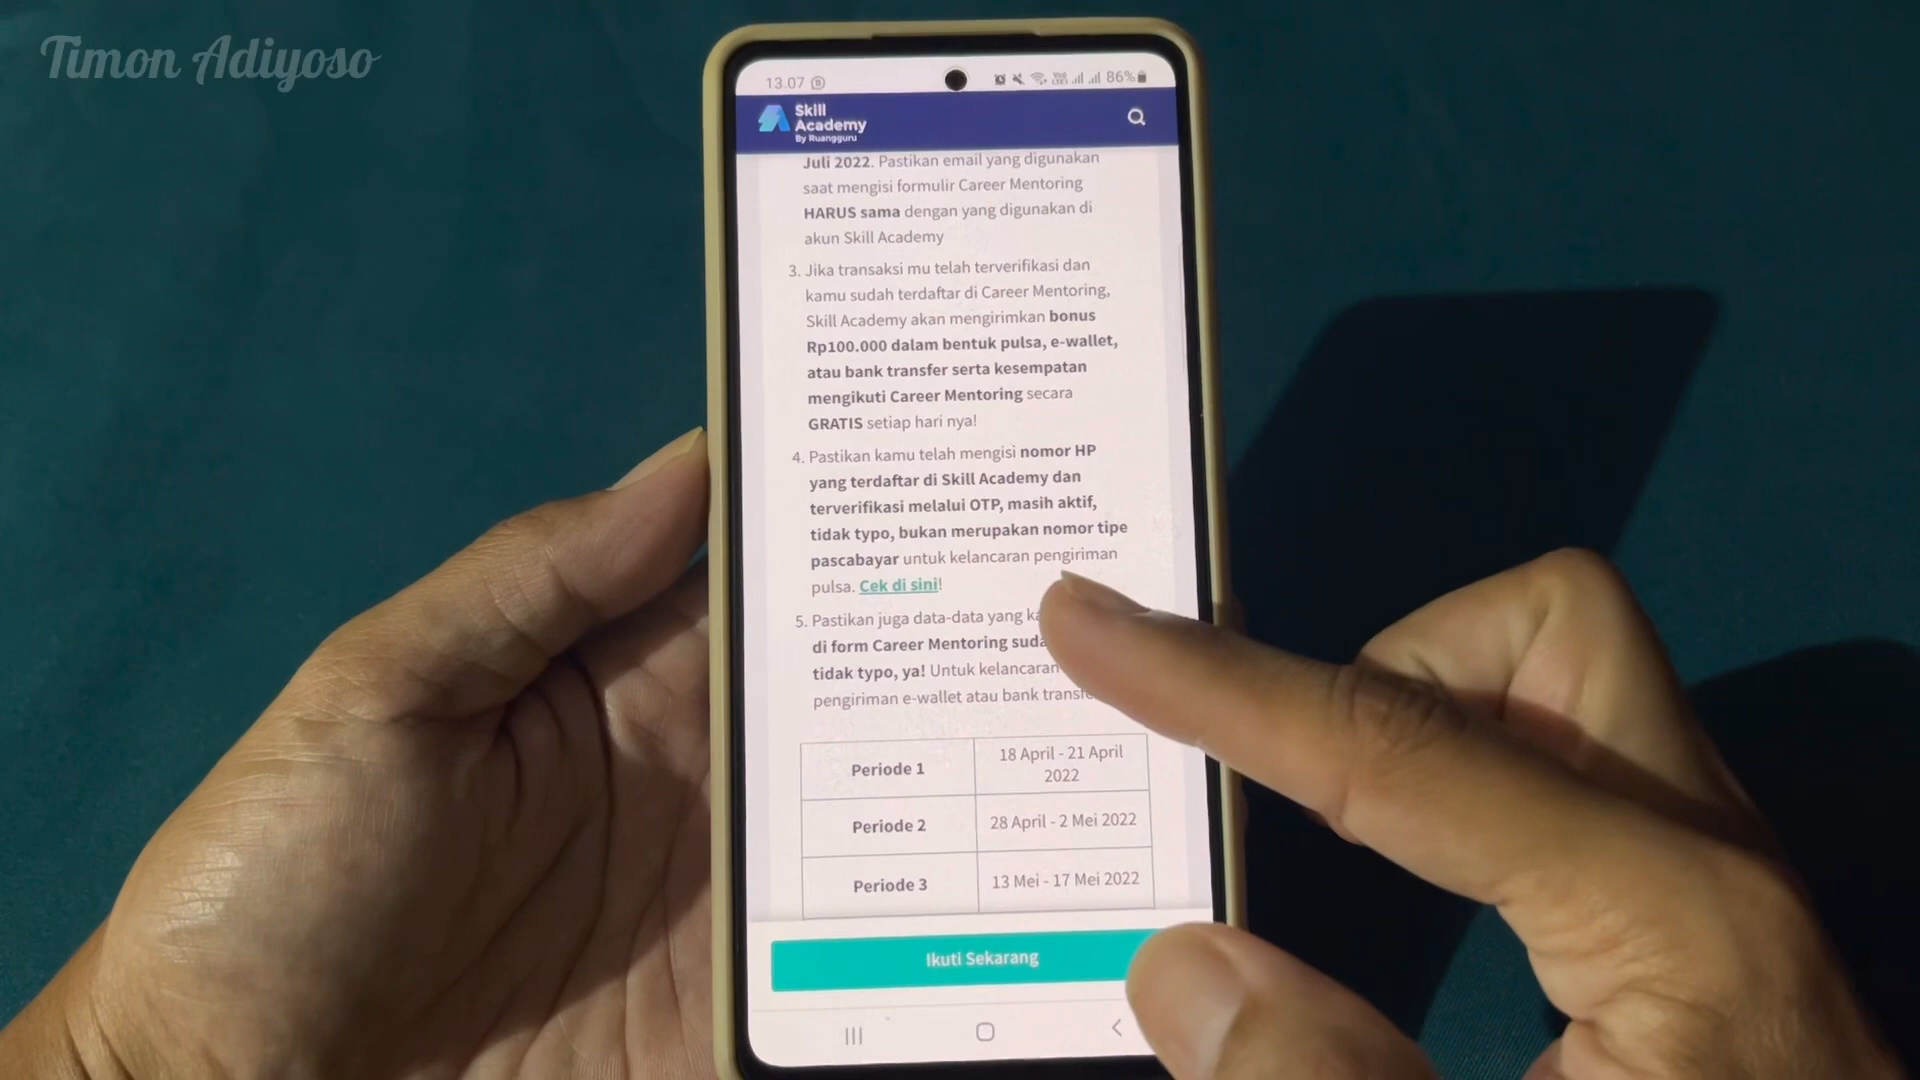 Timon Adiyoso
13.07
86%
Skill
Academy
By Ruangguru
Juli 2022. Pastikan email yang digunakan
saat mengisi formulir Career Mentoring
HARUS sama dengan yang digunakan di
akun Skill Academy
3. Jika transaksi mu telah terverifikasi dan
kamu sudah terdaftar di Career Mentoring,
Skill Academy akan mengirimkan bonus
Rp100.000 dalam bentuk pulsa, e-wallet,
atau bank transfer serta kesempatan
mengikuti Career Mentoring secara
GRATIS setiap hari nya!
4. Pastikan kamu telah mengisi nomor HP
yang terdaftar di Skill Academy dan
terverifikasi melalui OTP, masih aktif,
tidak typo, bukan merupakan nomor tipe
pascabayar untuk kelancaran pengiriman
pulsa. Cek di sini!
5. Pastikan juga data-data yang
di form Career Mentoring
tidak typo, ya! Untuk kelancaran
pengiriman e-wallet atau bank
Periode 1 18 April - 21 April
2022
Periode 2 28 April - 2 Mei 2022
Periode 3 13 Mei - 17 Mei 2022
Ikuti Sekarang